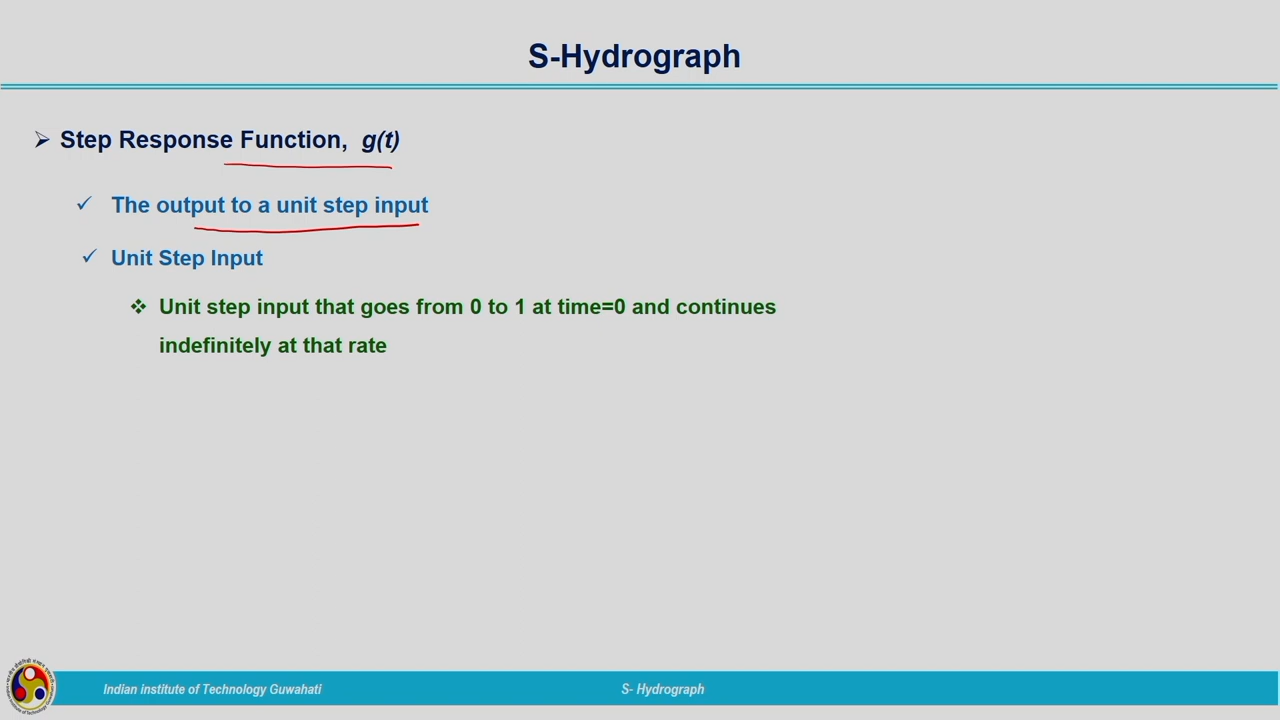 S-Hydrograph
Step Response Function, g(t)
The output to a unit step input
Unit Step Input
Unit step input that goes from 0 to 1 at time=0 and continues
indefinitely at that rate
Indian institute of Technology Guwahati
S- Hydrograph